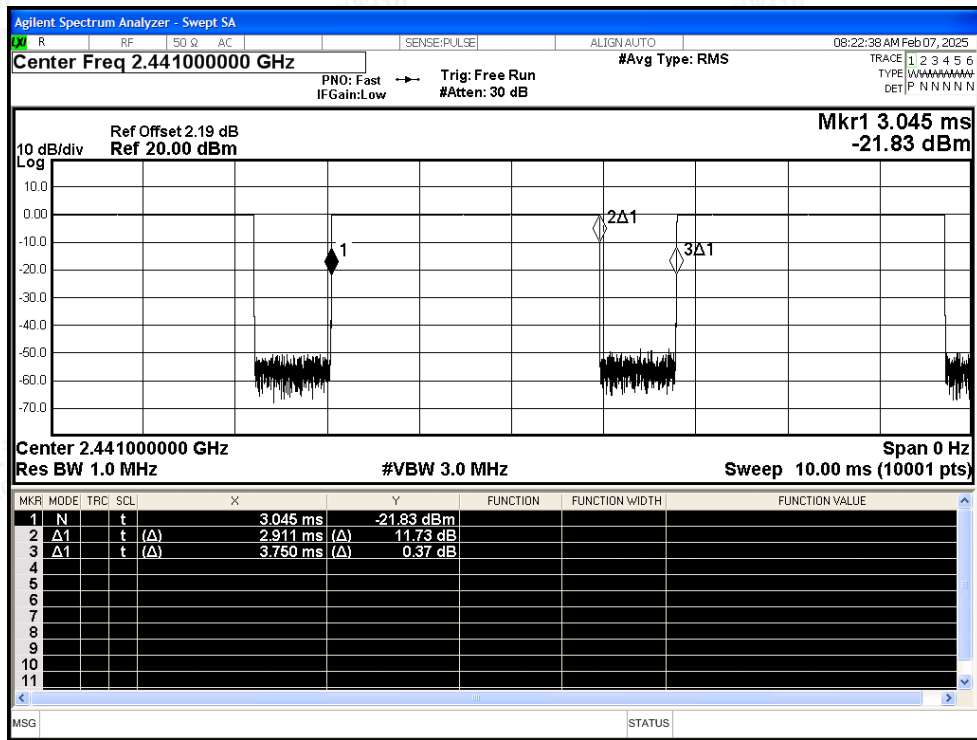 Agilent Spectrum Analyzer - Swept SA
LXI R RF 50 Ω AC SENSE:PULSE ALIGN AUTO 08:22:38 AM Feb 07, 2025
Center Freq 2.441000000 GHz #Avg Type: RMS TRACE 1 2 3 4 5 6
PNO: Fast Trig: Free Run TYPE WWWWWW
IFGain:Low #Atten: 30 dB DET P N N N N N
Mkr1 3.045 ms
Ref Offset 2.19 dB
10 dB/div Ref 20.00 dBm -21.83 dBm
Log
10.0
0.00
2Δ1
-10.0
1
3Δ1
-20.0
-30.0
-40.0
-50.0
-60.0
-70.0
Center 2.441000000 GHz Span 0 Hz
Res BW 1.0 MHz #VBW 3.0 MHz Sweep 10.00 ms (10001 pts)
MKR MODE TRC SCL X Y FUNCTION FUNCTION WIDTH FUNCTION VALUE
1 N t 3.045 ms -21.83 dBm
2 Δ1 t (Δ) 2.911 ms (Δ) 11.73 dB
3 Δ1 t (Δ) 3.750 ms (Δ) 0.37 dB
4
5
6
7
8
9
10
11
MSG STATUS